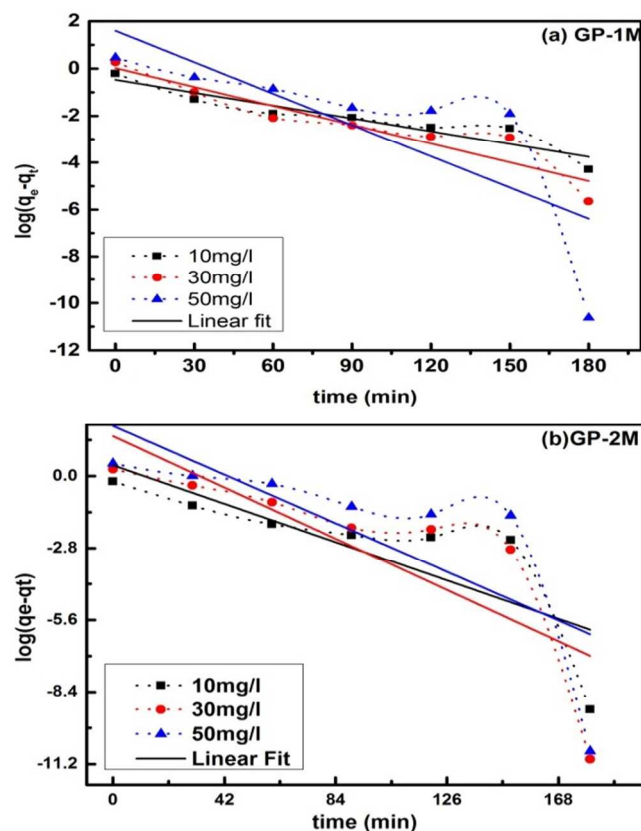 (a) GP-1M
2
0
-2
-4
-6
-8
-10
-12
log(qe-qt)
10mg/l
30mg/l
50mg/l
Linear fit
0 30 60 90 120 150 180
time (min)
(b)GP-2M
0.0
-2.8
-5.6
-8.4
-11.2
log(qe-qt)
10mg/l
30mg/l
50mg/l
Linear Fit
0 42 84 126 168
time (min)